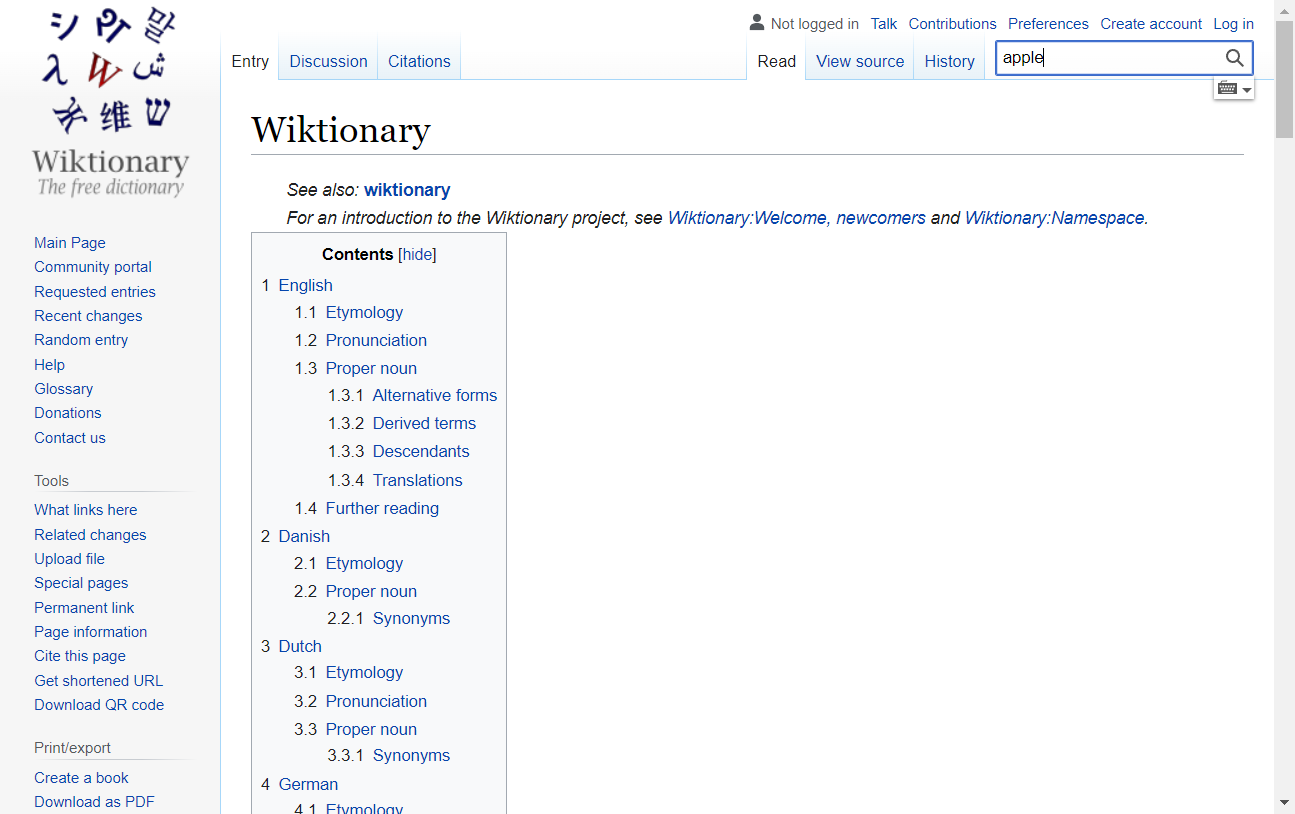 Not logged in Talk Contributions Preferences Create account Log in
Entry Discussion Citations Read View source History apple
Wiktionary
The free dictionary
Main Page
Community portal
Requested entries
Recent changes
Random entry
Help
Glossary
Donations
Contact us
Tools
What links here
Related changes
Upload file
Special pages
Permanent link
Page information
Cite this page
Get shortened URL
Download QR code
Print/export
Create a book
Download as PDF
Wiktionary
See also: wiktionary
For an introduction to the Wiktionary project, see Wiktionary:Welcome, newcomers and Wiktionary:Namespace.
Contents [hide]
1 English
1.1 Etymology
1.2 Pronunciation
1.3 Proper noun
1.3.1 Alternative forms
1.3.2 Derived terms
1.3.3 Descendants
1.3.4 Translations
1.4 Further reading
2 Danish
2.1 Etymology
2.2 Proper noun
2.2.1 Synonyms
3 Dutch
3.1 Etymology
3.2 Pronunciation
3.3 Proper noun
3.3.1 Synonyms
4 German
4.1 Etymology